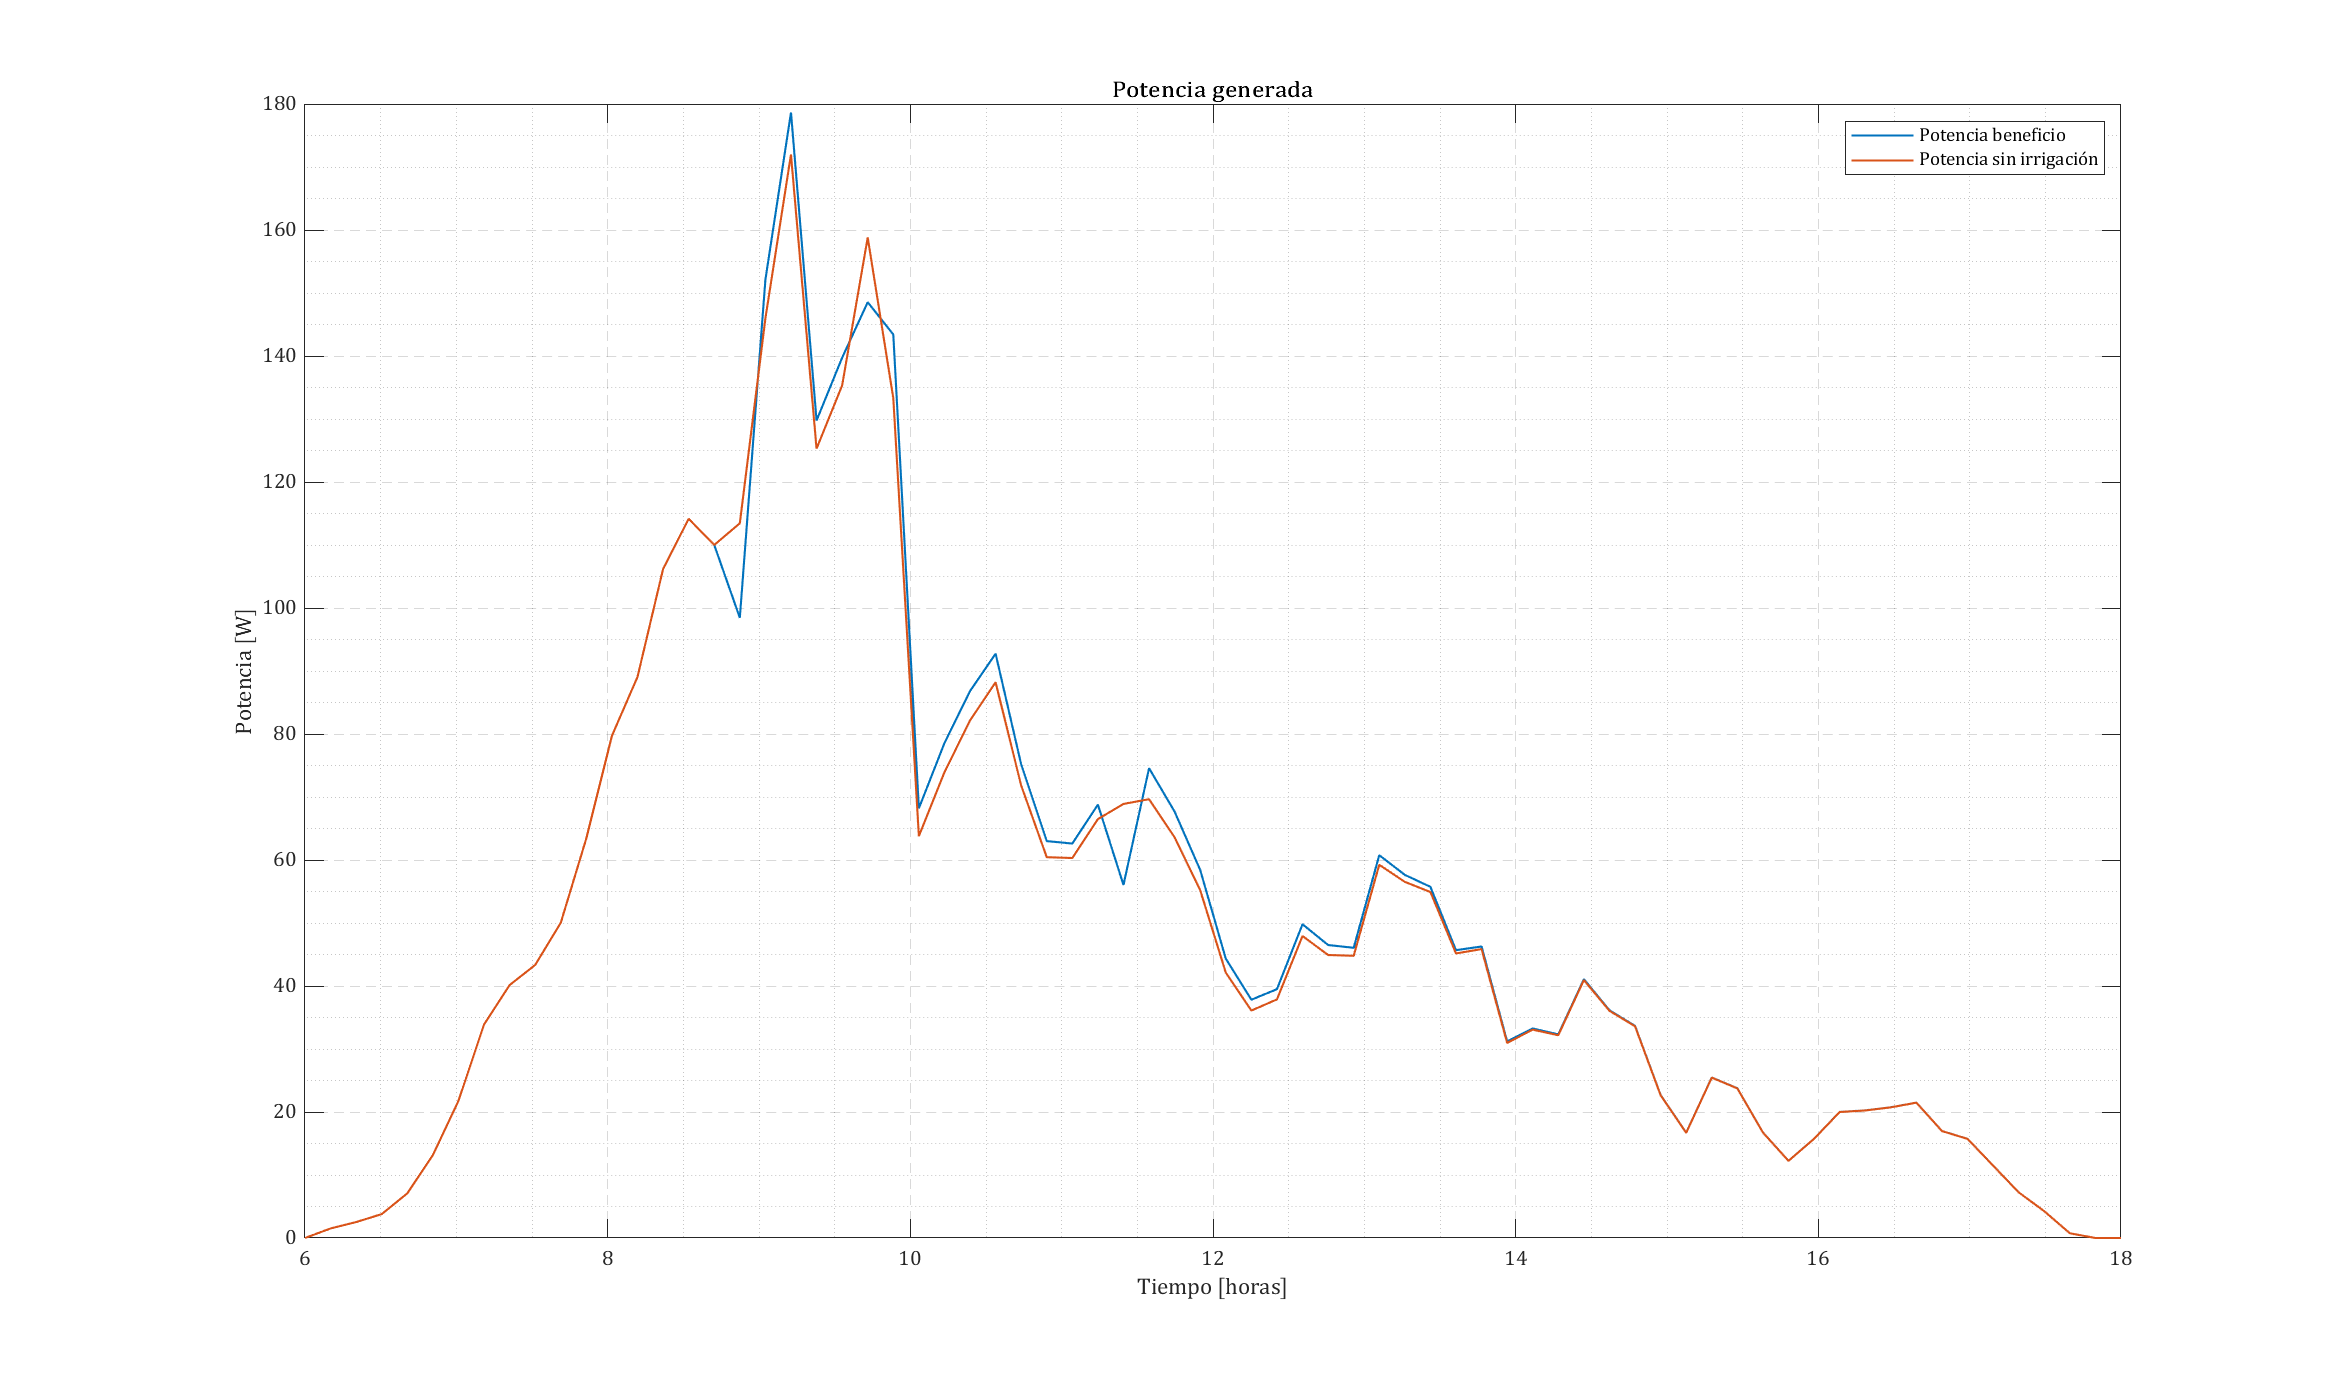 Potencia generada
Potencia beneficio
Potencia sin irrigación
180
160
140
120
100
80
60
40
20
0
Potencia [W]
6 8 10 12 14 16 18
Tiempo [horas]